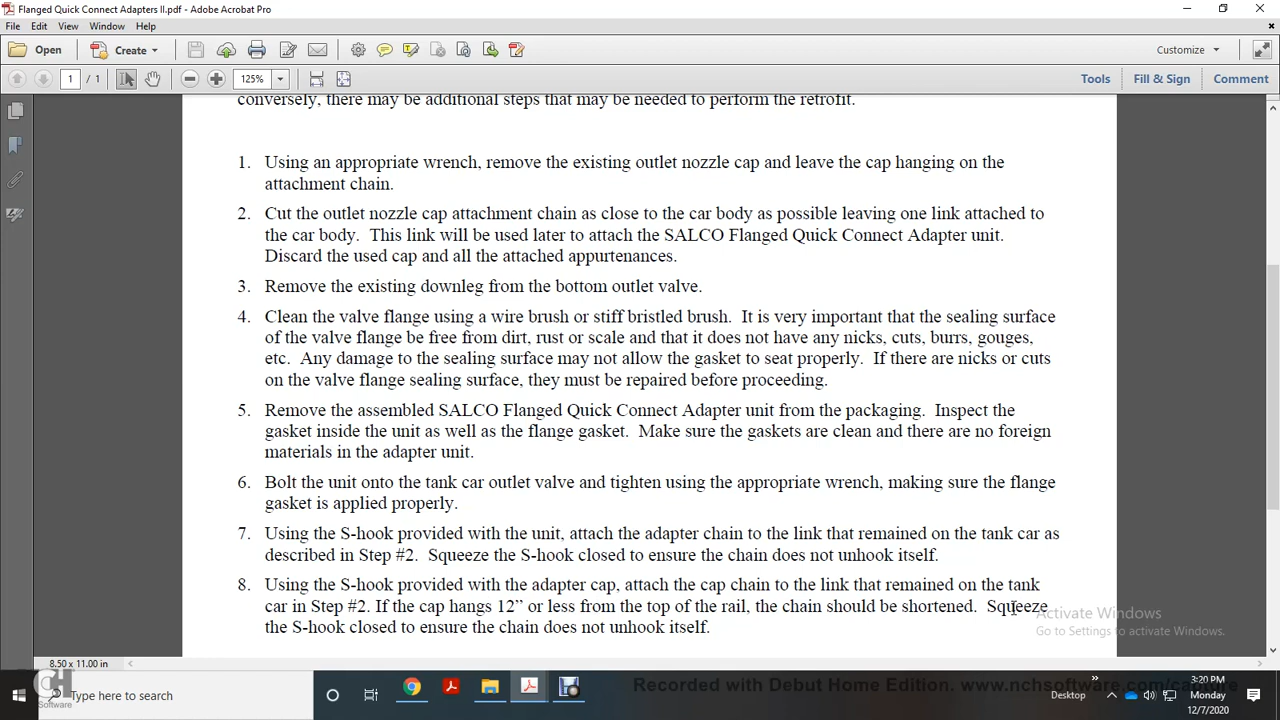 Flanged Quick Connect Adapters II.pdf - Adobe Acrobat Pro
File Edit View Window Help
Open Create Customize
1 / 1 125% Tools Fill & Sign Comment
conversely, there may be additional steps that may be needed to perform the retrofit.
1. Using an appropriate wrench, remove the existing outlet nozzle cap and leave the cap hanging on the
attachment chain.
2. Cut the outlet nozzle cap attachment chain as close to the car body as possible leaving one link attached to
the car body. This link will be used later to attach the SALCO Flanged Quick Connect Adapter unit.
Discard the used cap and all the attached appurtenances.
3. Remove the existing downleg from the bottom outlet valve.
4. Clean the valve flange using a wire brush or stiff bristled brush. It is very important that the sealing surface
of the valve flange be free from dirt, rust or scale and that it does not have any nicks, cuts, burrs, gouges,
etc. Any damage to the sealing surface may not allow the gasket to seat properly. If there are nicks or cuts
on the valve flange sealing surface, they must be repaired before proceeding.
5. Remove the assembled SALCO Flanged Quick Connect Adapter unit from the packaging. Inspect the
gasket inside the unit as well as the flange gasket. Make sure the gaskets are clean and there are no foreign
materials in the adapter unit.
6. Bolt the unit onto the tank car outlet valve and tighten using the appropriate wrench, making sure the flange
gasket is applied properly.
7. Using the S-hook provided with the unit, attach the adapter chain to the link that remained on the tank car as
described in Step #2. Squeeze the S-hook closed to ensure the chain does not unhook itself.
8. Using the S-hook provided with the adapter cap, attach the cap chain to the link that remained on the tank
car in Step #2. If the cap hangs 12” or less from the top of the rail, the chain should be shortened. Squeeze
the S-hook closed to ensure the chain does not unhook itself.
Activate Windows
Go to Settings to activate Windows.
8.50 x 11.00 in
Recorded with Debut Home Edition. www.nchsoftware.com/capture
Software
Type here to search
Desktop
3:20 PM
Monday
12/7/2020